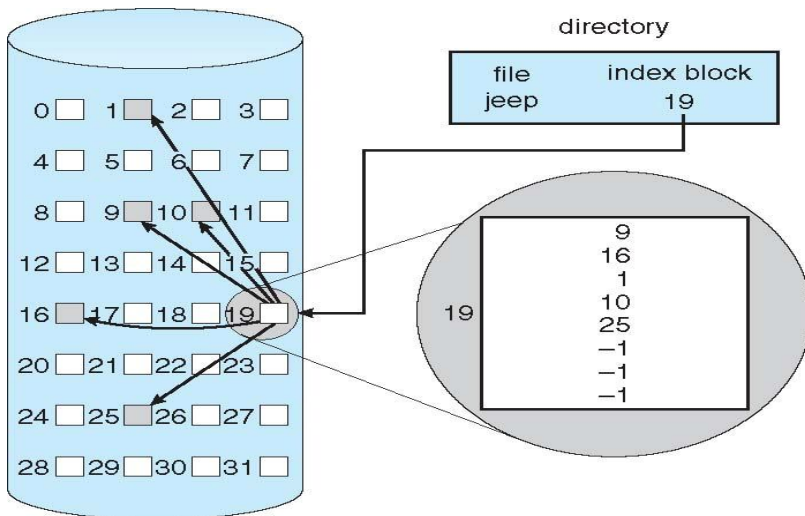 directory
file index block
jeep 19
0 1 2 3
4 5 6 7
8 9 10 11
12 13 14 15
16 17 18 19
20 21 22 23
24 25 26 27
28 29 30 31
19
9
16
1
10
25
–1
–1
–1